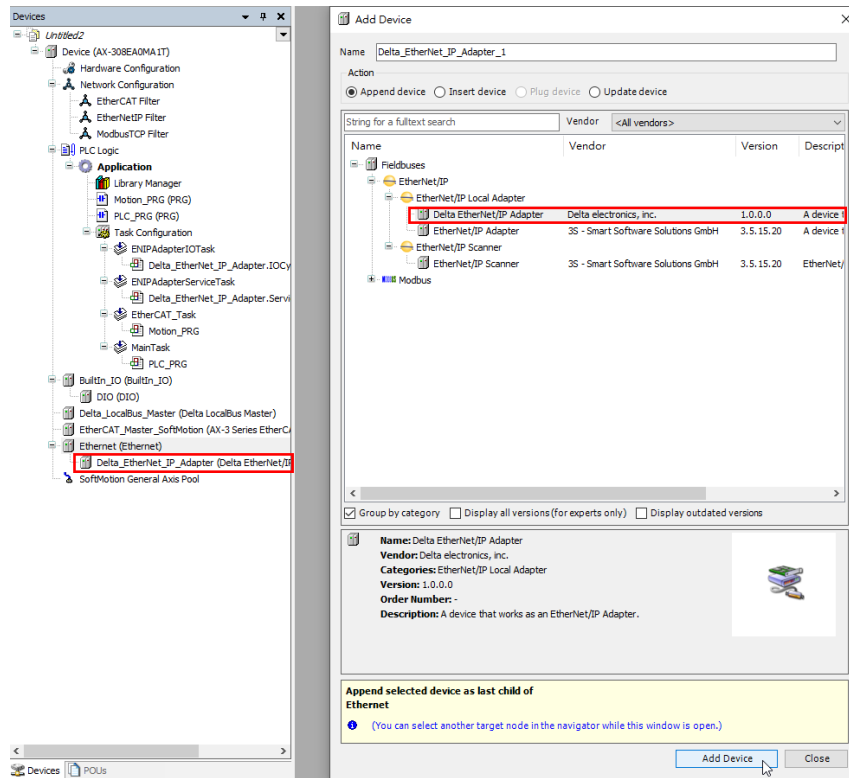 Devices
Untitled2
Device (AX-308EA0MA1T)
Hardware Configuration
Network Configuration
EtherCAT Filter
EtherNetIP Filter
ModbusTCP Filter
PLC Logic
Application
Library Manager
Motion_PRG (PRG)
PLC_PRG (PRG)
Task Configuration
ENIPAdapterIOTask
Delta_EtherNet_IP_Adapter.IOCy
ENIPAdapterServiceTask
Delta_EtherNet_IP_Adapter.Servi
EtherCAT_Task
Motion_PRG
MainTask
PLC_PRG
BuiltIn_IO (BuiltIn_IO)
DIO (DIO)
Delta_LocalBus_Master (Delta LocalBus Master)
EtherCAT_Master_SoftMotion (AX-3 Series EtherCA
Ethernet (Ethernet)
Delta_EtherNet_IP_Adapter (Delta EtherNet/IP
SoftMotion General Axis Pool
Devices POUs
Add Device
Name Delta_EtherNet_IP_Adapter_1
Action
Append device Insert device Plug device Update device
String for a fulltext search Vendor <All vendors>
Name Vendor Version Descript
Fieldbuses
EtherNet/IP
EtherNet/IP Local Adapter
Delta EtherNet/IP Adapter Delta electronics, inc. 1.0.0.0 A device t
EtherNet/IP Adapter 3S - Smart Software Solutions GmbH 3.5.15.20 A device t
EtherNet/IP Scanner
EtherNet/IP Scanner 3S - Smart Software Solutions GmbH 3.5.15.20 EtherNet/
Modbus
Group by category Display all versions (for experts only) Display outdated versions
Name: Delta EtherNet/IP Adapter
Vendor: Delta electronics, inc.
Categories: EtherNet/IP Local Adapter
Version: 1.0.0.0
Order Number: -
Description: A device that works as an EtherNet/IP Adapter.
Append selected device as last child of
Ethernet
(You can select another target node in the navigator while this window is open.)
Add Device Close